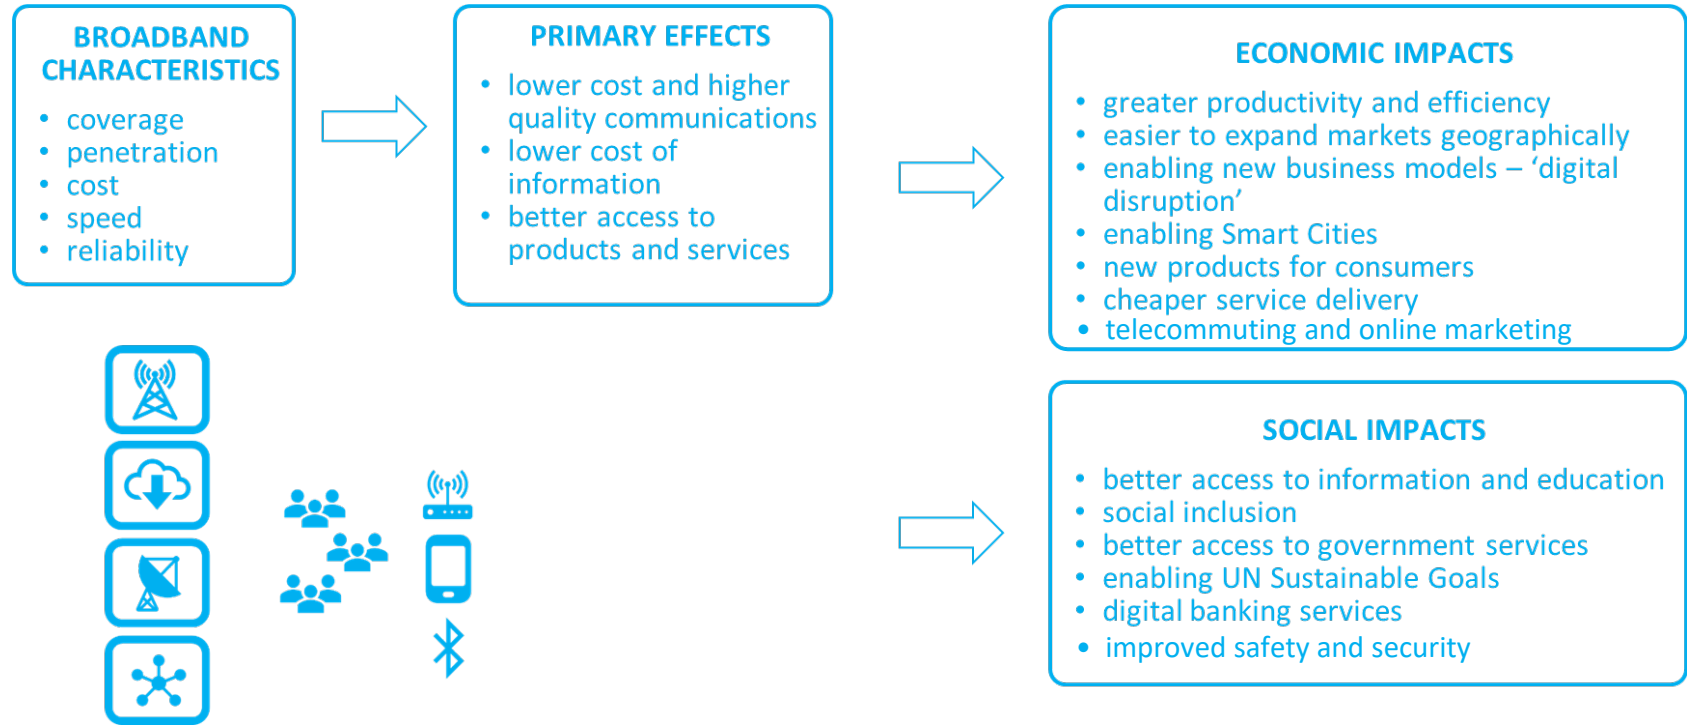 BROADBAND
CHARACTERISTICS
• coverage
• penetration
• cost
• speed
• reliability
PRIMARY EFFECTS
• lower cost and higher
quality communications
• lower cost of
information
• better access to
products and services
ECONOMIC IMPACTS
• greater productivity and efficiency
• easier to expand markets geographically
• enabling new business models – ‘digital
disruption’
• enabling Smart Cities
• new products for consumers
• cheaper service delivery
• telecommuting and online marketing
SOCIAL IMPACTS
• better access to information and education
• social inclusion
• better access to government services
• enabling UN Sustainable Goals
• digital banking services
• improved safety and security